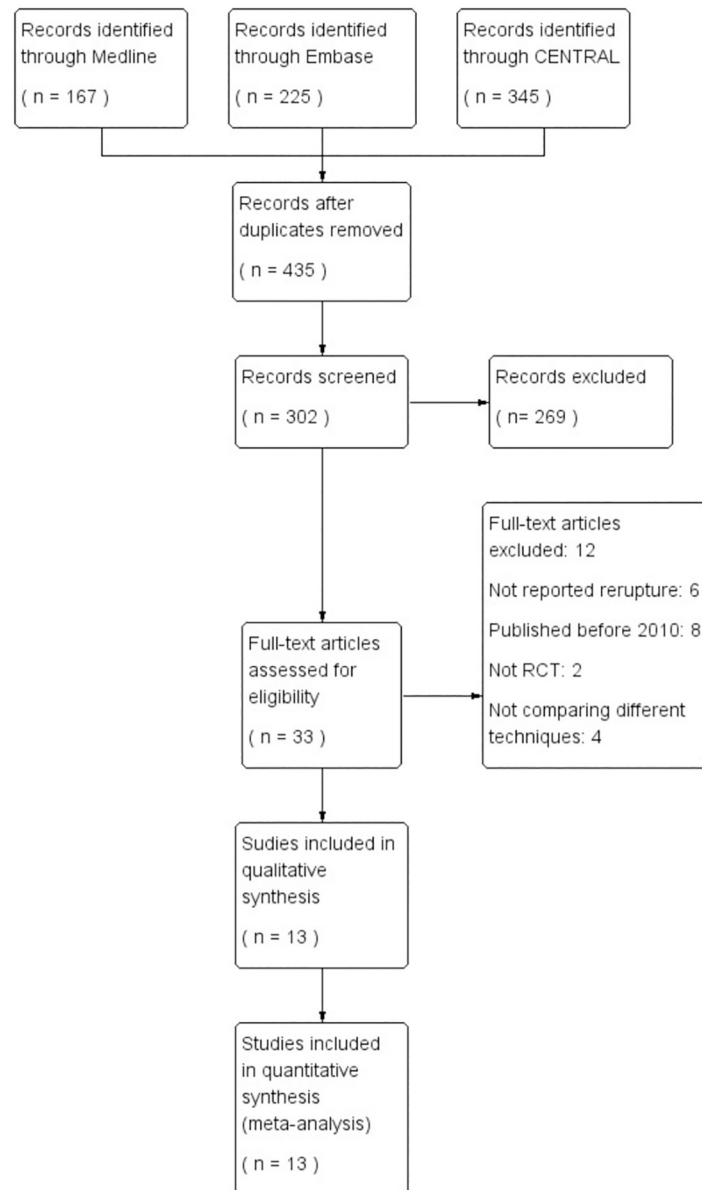 Records identified
through Medline
( n = 167 )
Records identified
through Embase
( n = 225 )
Records identified
through CENTRAL
( n = 345 )
Records after
duplicates removed
( n = 435 )
Records screened
( n = 302 )
Records excluded
( n= 269 )
Full-text articles
assessed for
eligibility
( n = 33 )
Full-text articles
excluded: 12
Not reported rerupture: 6
Published before 2010: 8
Not RCT: 2
Not comparing different
techniques: 4
Sudies included in
qualitative
synthesis
( n = 13 )
Studies included
in quantitative
synthesis
(meta-analysis)
( n = 13 )